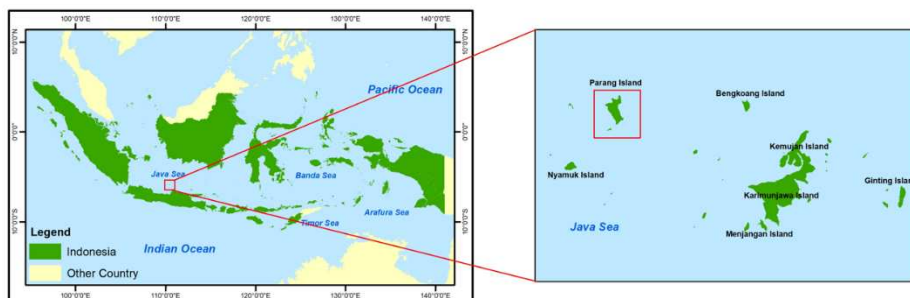 100°0'0"E 110°0'0"E 120°0'0"E 130°0'0"E 140°0'0"E
10°0'0"N 10°0'0"N
Pacific Ocean
0°0'0" 0°0'0"
Java Sea
Banda Sea
Arafura Sea
10°0'0"S 10°0'0"S
Timor Sea
Legend
Indian Ocean
Indonesia
Other Country
100°0'0"E 110°0'0"E 120°0'0"E 130°0'0"E 140°0'0"E
Parang Island
Bengkoang Island
Kemujan Island
Nyamuk Island
Ginting Island
Karimunjawa Island
Java Sea
Menjangan Island